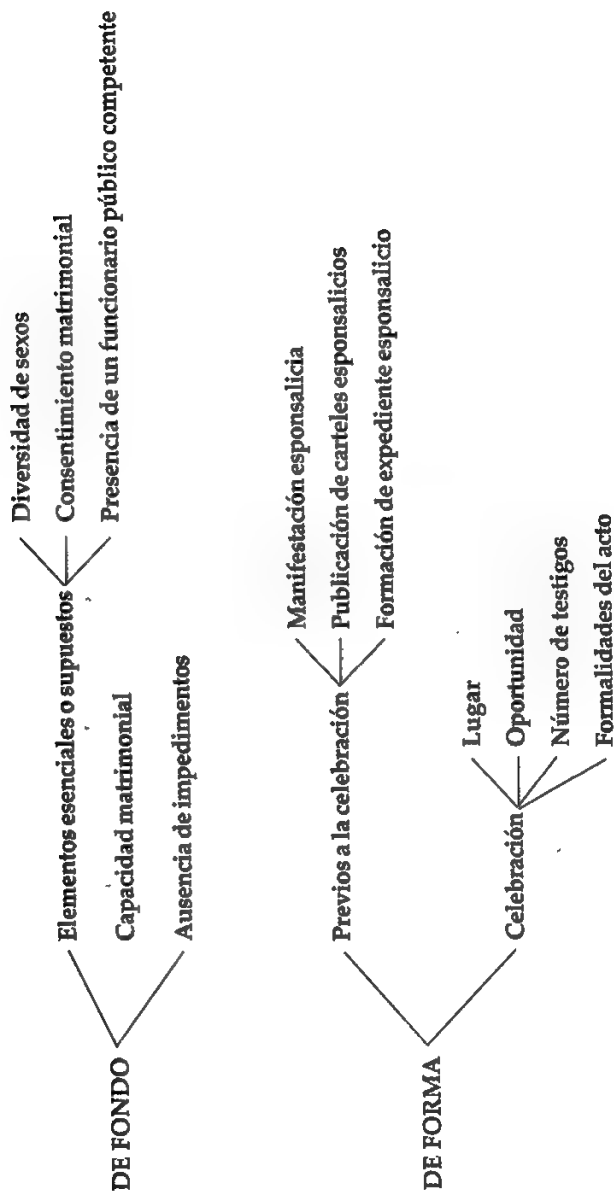 DE FONDO
Elementos esenciales o supuestos
Diversidad de sexos
Consentimiento matrimonial
Presencia de un funcionario público competente
Capacidad matrimonial
Ausencia de impedimentos
DE FORMA
Previos a la celebración
Manifestación esponsalicia
Publicación de carteles esponsalicios
Formación de expediente esponsalicio
Celebración
Lugar
Oportunidad
Número de testigos
Formalidades del acto